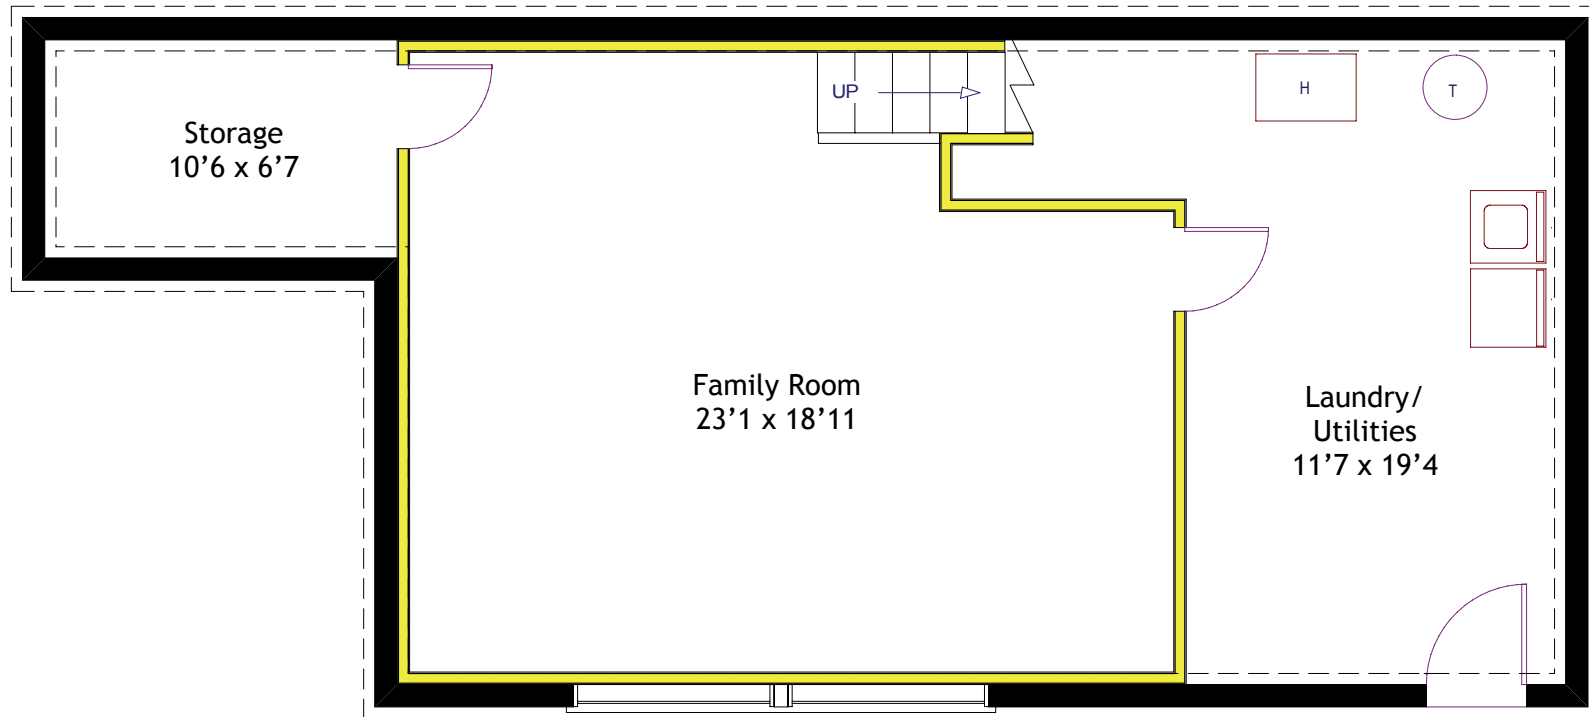 Storage
10’6 x 6’7
UP
H
T
Family Room
23’1 x 18’11
Laundry/
Utilities
11’7 x 19’4